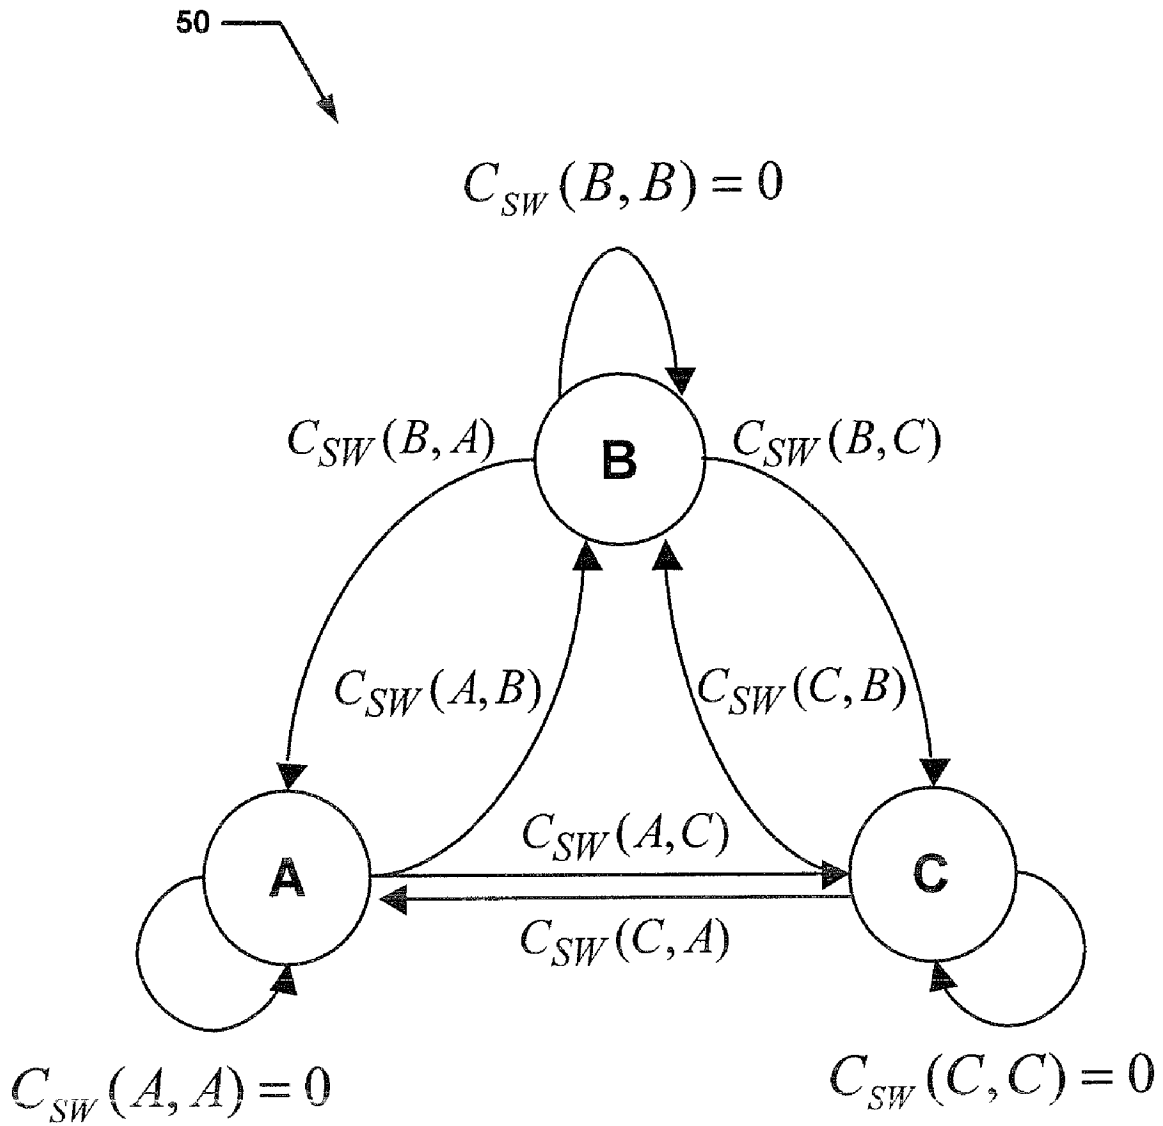 50
C_SW (B, B) = 0
C_SW (B, A)
C_SW (B, C)
B
C_SW (A, B)
C_SW (C, B)
C_SW (A, C)
A
C
C_SW (C, A)
C_SW (A, A) = 0
C_SW (C, C) = 0